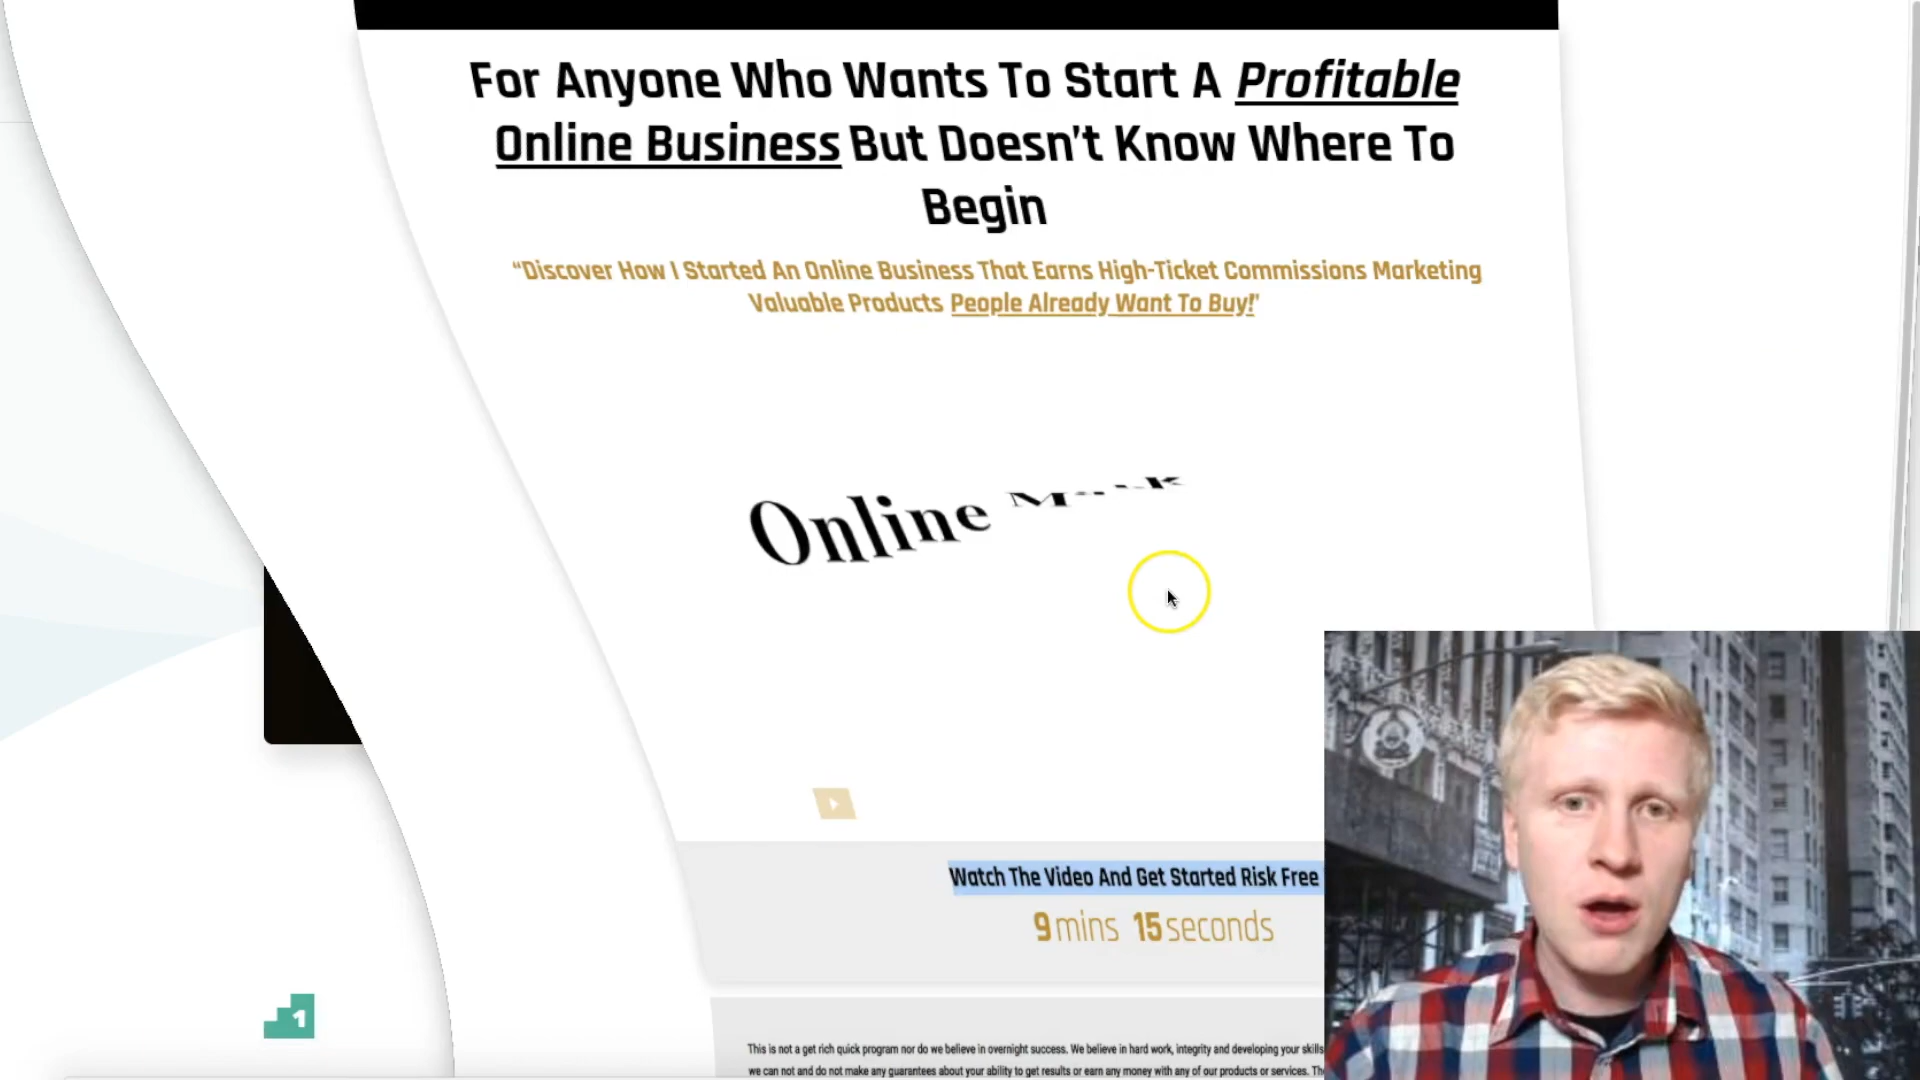 For Anyone Who Wants To Start A Profitable
Online Business But Doesn't Know Where To
Begin
“Discover How I Started An Online Business That Earns High-Ticket Commissions Marketing
Valuable Products People Already Want To Buy!"
Online
Watch The Video And Get Started Risk Free
9 mins 15 seconds
1
This is not a get rich quick program nor do we believe in overnight success. We believe in hard work, integrity and developing your skills
we can not and do not make any guarantees about your ability to get results or earn any money with any of our products or services.